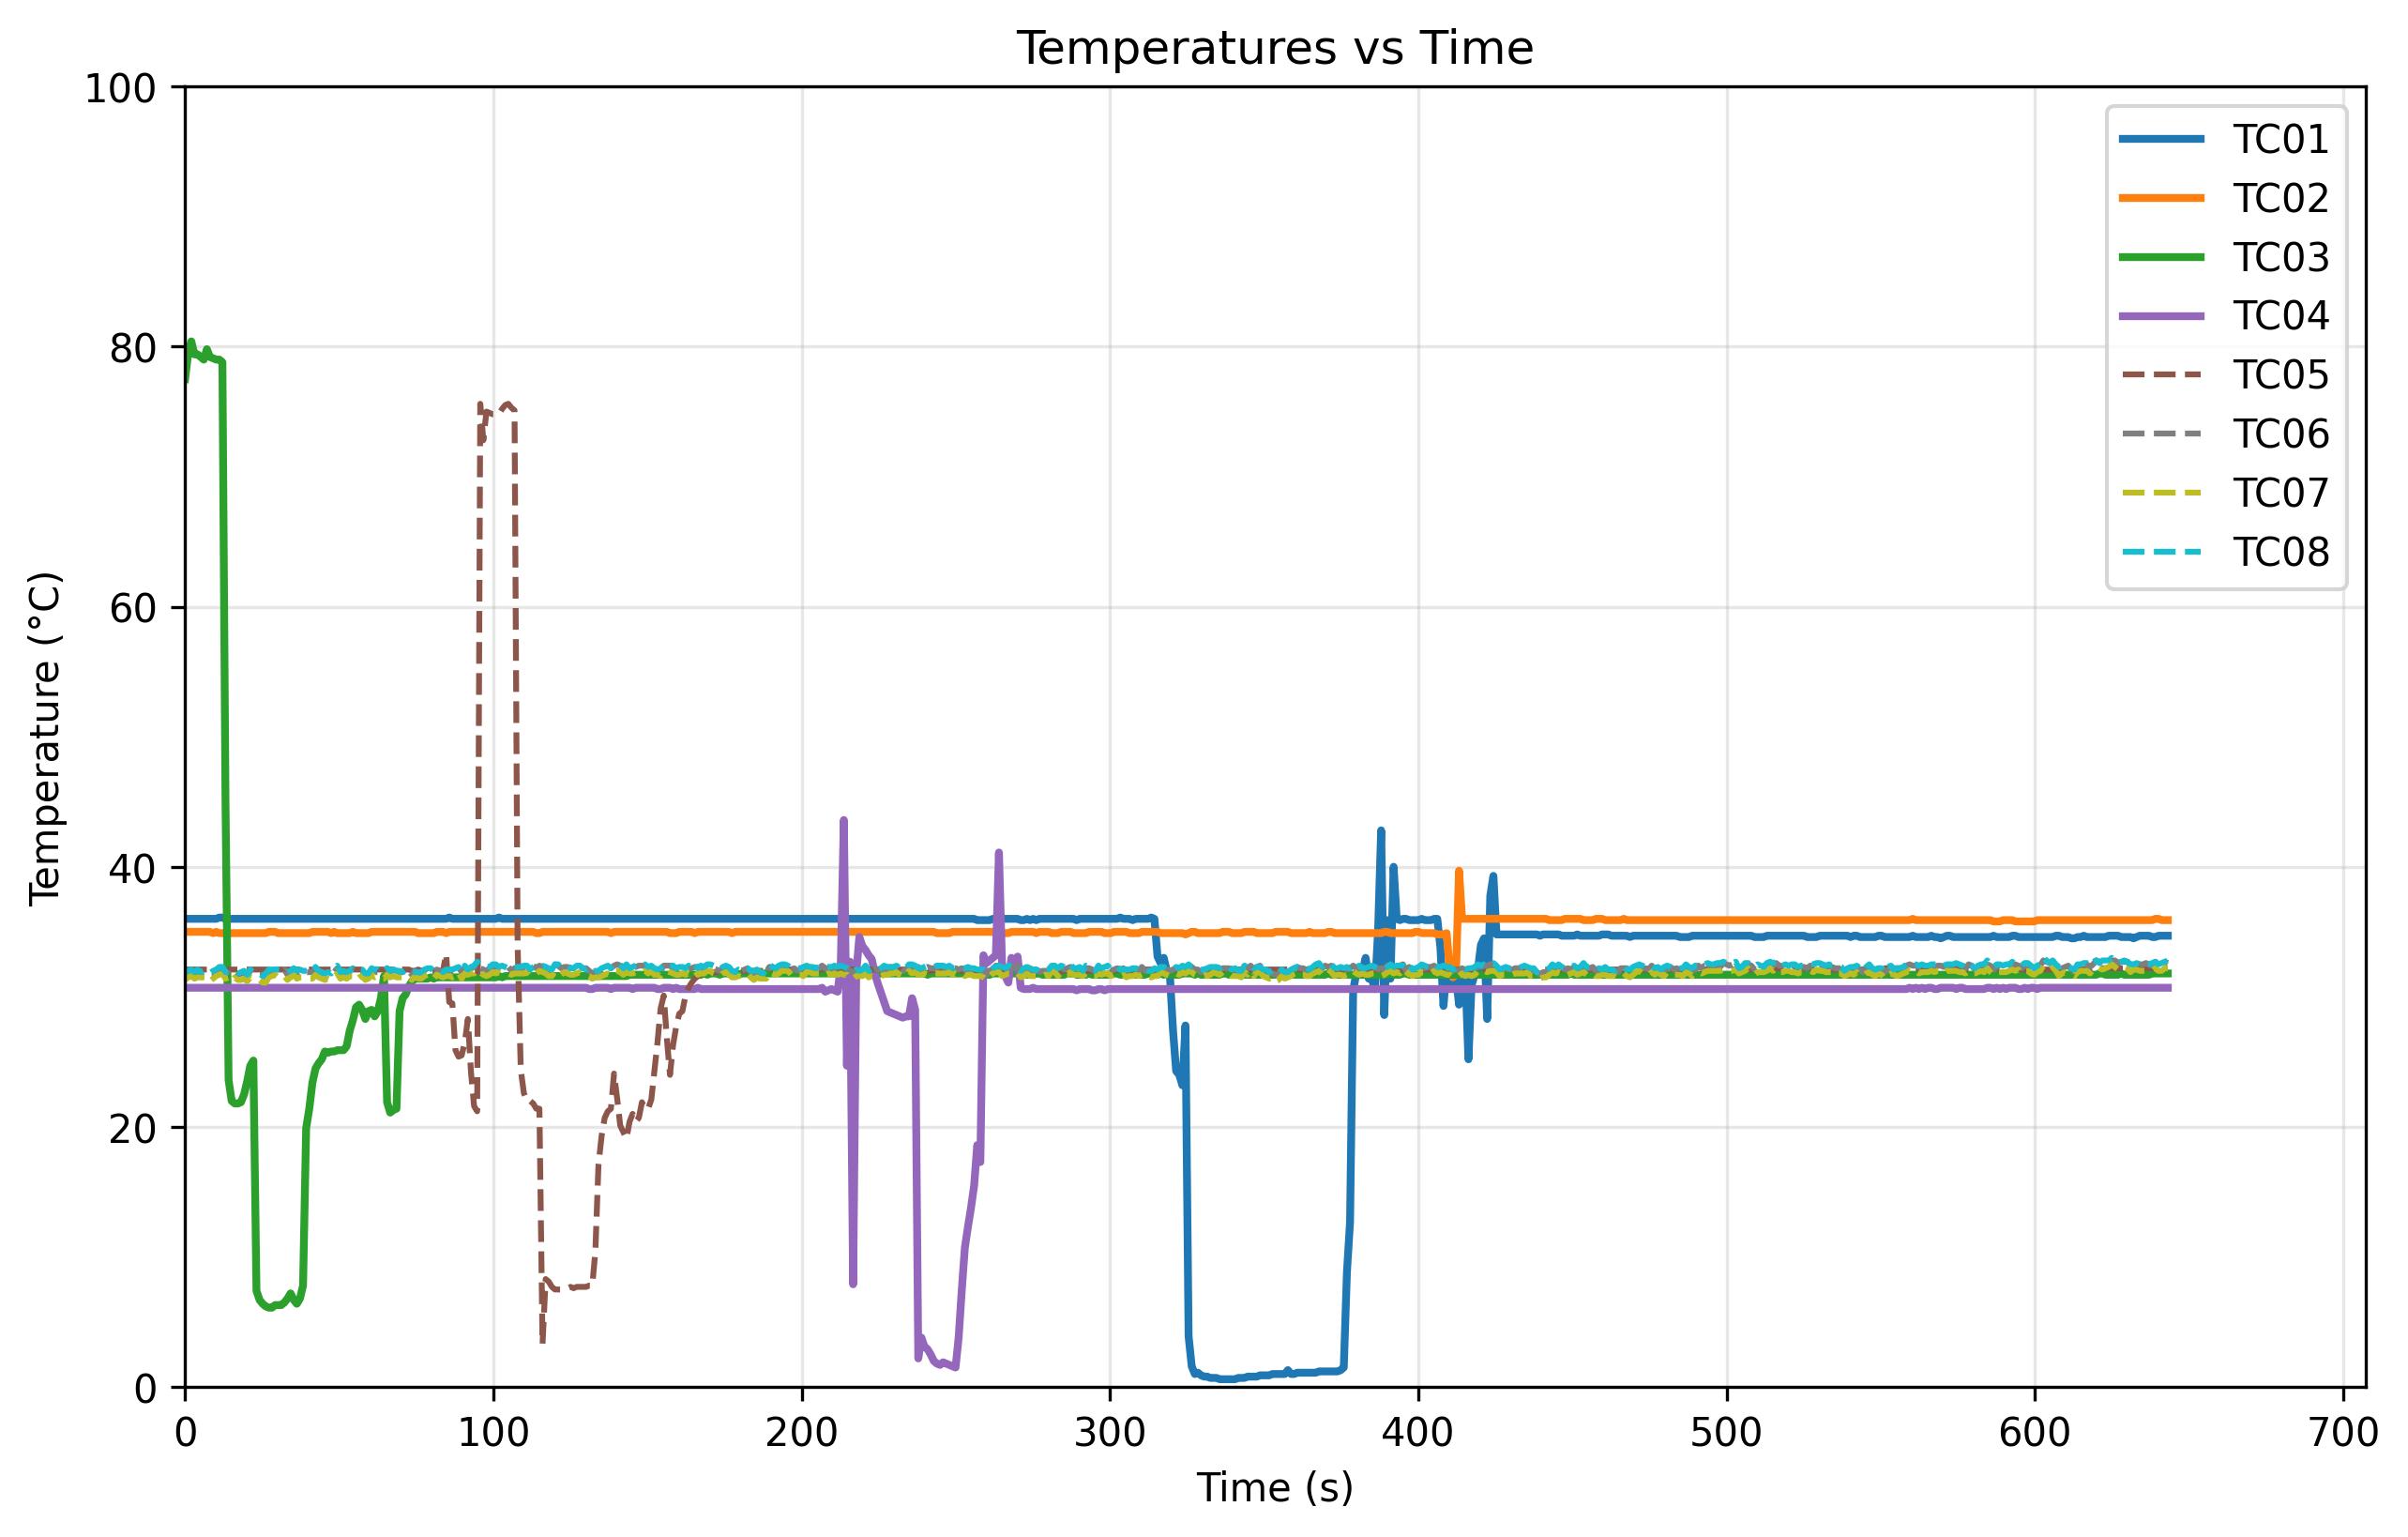 Temperatures vs Time
100
80
60
40
20
0
Temperature (°C)
0 100 200 300 400 500 600 700
Time (s)
TC01
TC02
TC03
TC04
TC05
TC06
TC07
TC08